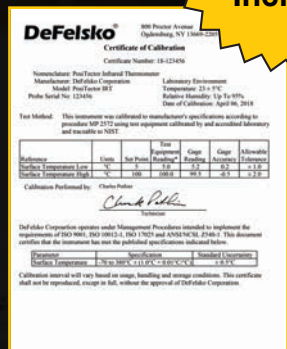 DeFelsko®
800 Proctor Avenue
Ogdensburg, NY 13669-2205
Certificate of Calibration
Certificate Number: 18-123456
Nomenclature: PosiTector Infrared Thermometer
Manufacturer: DeFelsko Corporation
Model: PosiTector IRT
Probe Serial No: 123456
Laboratory Environment
Temperature: 23 ± 5°C
Relative Humidity: Up To 95%
Date of Calibration: April 06, 2018
Test Method: This instrument was calibrated to manufacturer's specifications according to
procedure MP 2572 using test equipment calibrated by and accredited laboratory
and traceable to NIST.
Reference Units Set Point Test Equipment Reading* Gage Reading Gage Accuracy Allowable Tolerance
Surface Temperature Low °C 5 5.0 5.2 0.2 ± 1.0
Surface Temperature High °C 100 100.0 99.5 -0.5 ± 2.0
Calibration Performed by: Charles Pothin
Technician
DeFelsko Corporation operates under Management Procedures intended to implement the
requirements of ISO 9001, ISO 10012-1, ISO 17025 and ANSI/NCSL Z540-1. This document
certifies that the instrument has met the published specifications indicated below.
Parameter Specification Standard Uncertainty
Surface Temperature ± 0.5°C
Calibration interval will vary based on usage, handling and storage conditions. This certificate
shall not be reproduced, except in full, without the approval of DeFelsko Corporation.